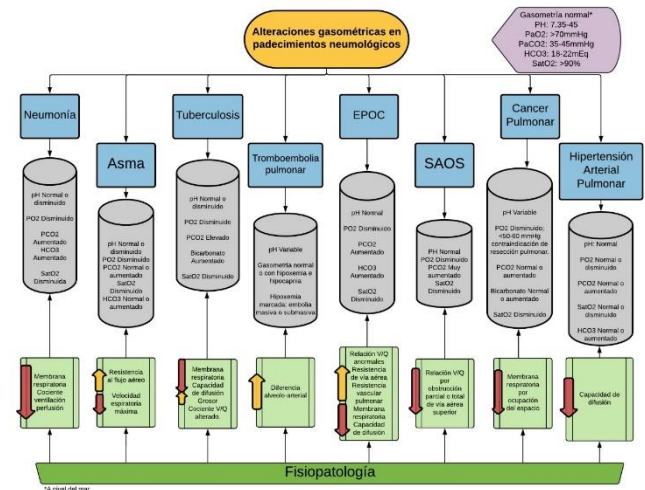 Alteraciones gasométricas en
padecimientos neumológicos
Gasometría normal*
PH: 7.35-45
PaO2: >70mmHg
PaCO2: 35-45mmHg
HCO3: 18-22mEq
SatO2: >90%
Neumonía
Asma
Tuberculosis
Tromboembolia
pulmonar
EPOC
SAOS
Cancer
Pulmonar
Hipertensión
Arterial
Pulmonar
pH Normal o
disminuido
PO2 Disminuido
PCO2
Aumentado
HCO3
Aumentado
SatO2
Disminuida
pH Normal o
disminuido
PO2 Disminuido
PCO2 Normal o
aumentado
SatO2
Disminuido
HCO3 Normal o
aumentado
pH Normal o
disminuido
PO2 Disminuido
PCO2 Elevado
Bicarbonato
Aumentado
SatO2 Disminuido
pH Variable
Gasometría normal
o con hipoxemia e
hipocapnia
Hipoxemia
marcada: embolia
masiva o submasiva
pH Normal
PO2 Disminuido
PCO2
Aumentado
HCO3
Aumentado
SatO2
Disminuido
PH Normal
PO2 Disminuido
PCO2 Muy
aumentado
SatO2
Disminuido
pH Variable
PO2 Disminuido;
<50-60 mmHg
contraindicación de
resección pulmonar.
PCO2 Normal o
aumentado
Bicarbonato Normal
o aumentado
SatO2 Disminuido
pH: Normal
PO2 Normal o
disminuido
PCO2 Normal o
aumentado
SatO2 Normal o
disminuido
HCO3 Normal o
aumentado
Membrana
respiratoria
Cociente
ventilación
perfusión
Resistencia
al flujo aéreo
Velocidad
espiratoria
máxima
Membrana
respiratoria
Capacidad
de difusión
Grosor
Cociente V/Q
alterado.
Diferencia
alveolo-arterial
Relación V/Q
anormales
Resistencia
de vía aérea
Resistencia
vascular
pulmonar
Membrana
respiratoria
Capacidad
de difusión
Relación V/Q
por
obstrucción
parcial o total
de vía aérea
superior
Membrana
respiratoria
por
ocupación
del espacio
Capacidad de
difusión
Fisiopatología
*A nivel del mar